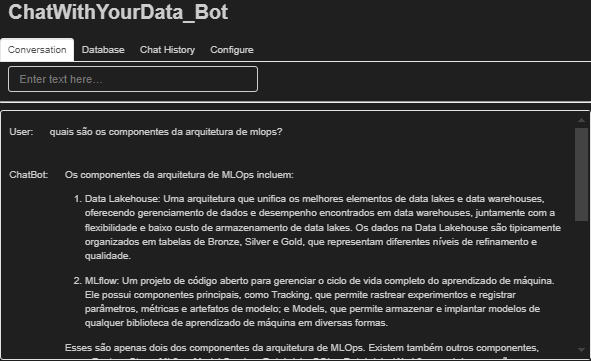 ChatWithYourData_Bot
Conversation Database Chat History Configure
Enter text here...
User: quais são os componentes da arquitetura de mlops?
ChatBot: Os componentes da arquitetura de MLOps incluem:
1. Data Lakehouse: Uma arquitetura que unifica os melhores elementos de data lakes e data warehouses,
oferecendo gerenciamento de dados e desempenho encontrados em data warehouses, juntamente com a
flexibilidade e baixo custo de armazenamento de data lakes. Os dados na Data Lakehouse são tipicamente
organizados em tabelas de Bronze, Silver e Gold, que representam diferentes níveis de refinamento e
qualidade.
2. MLflow: Um projeto de código aberto para gerenciar o ciclo de vida completo do aprendizado de máquina.
Ele possui componentes principais, como Tracking, que permite rastrear experimentos e registrar
parâmetros, métricas e artefatos de modelo; e Models, que permite armazenar e implantar modelos de
qualquer biblioteca de aprendizado de máquina em diversas formas.
Esses são apenas dois dos componentes da arquitetura de MLOps. Existem também outros componentes,